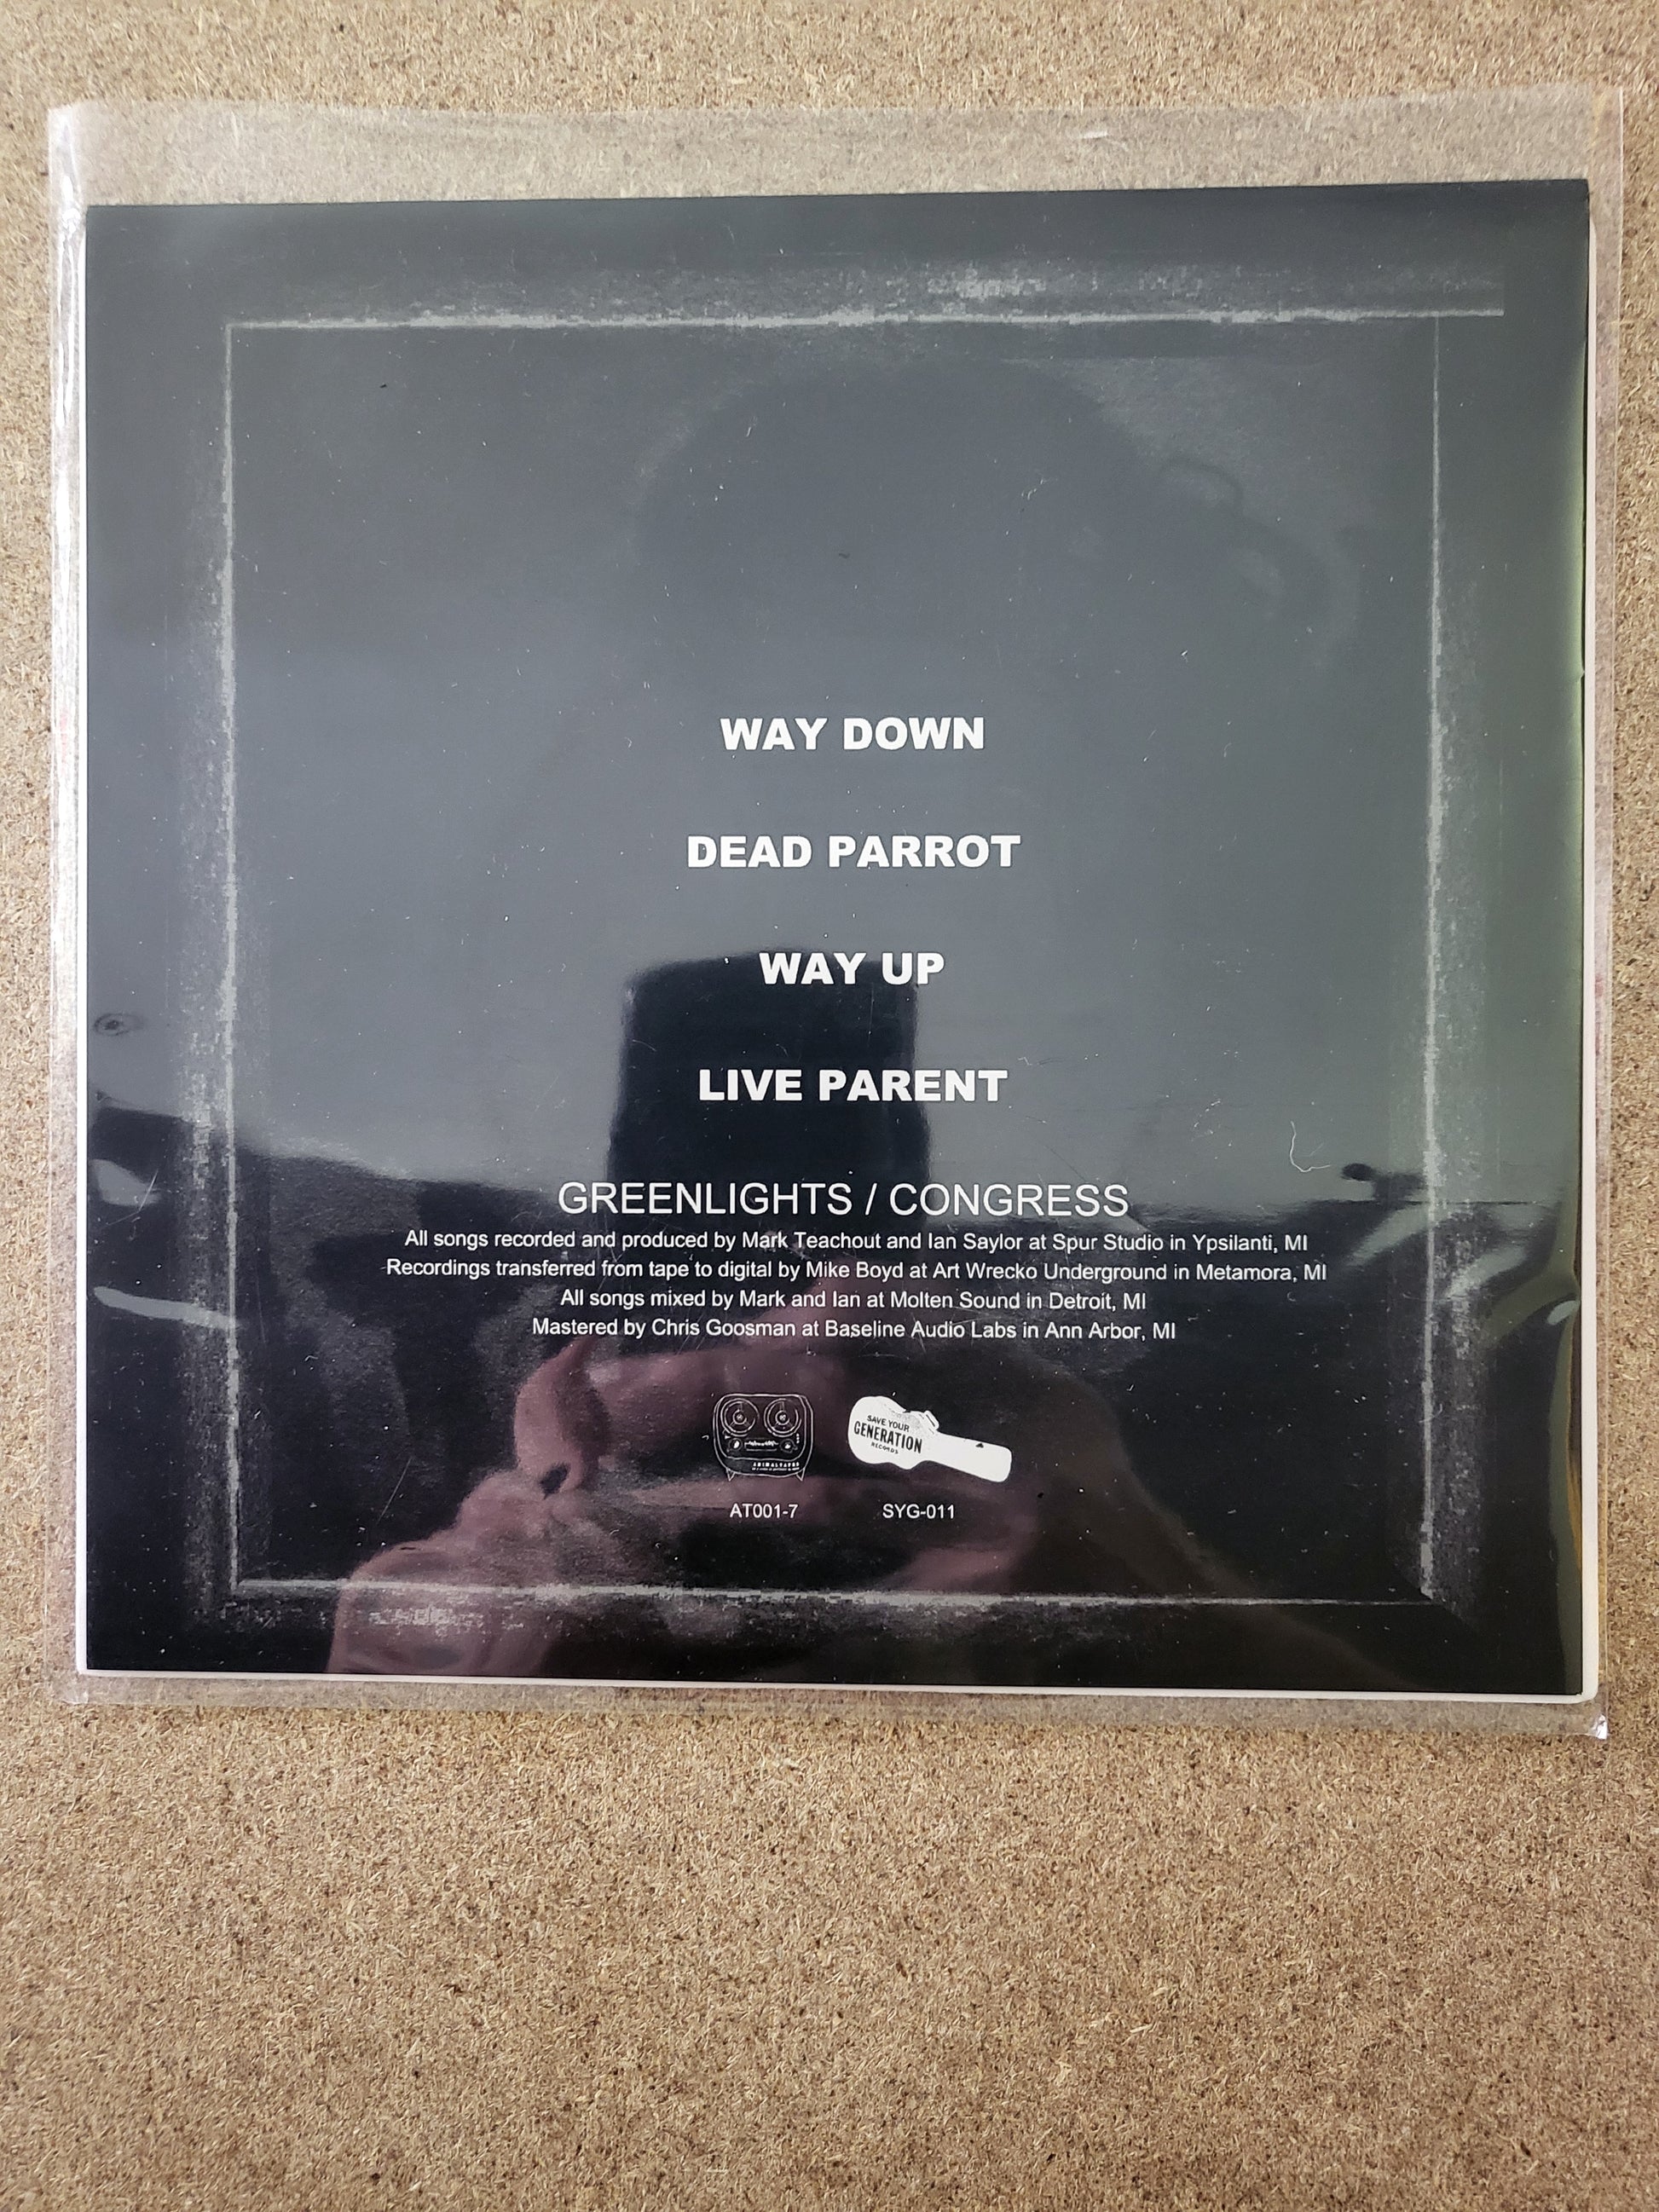 WAY DOWN
DEAD PARROT
WAY UP
LIVE PARENT
GREENLIGHTS / CONGRESS
All songs recorded and produced by Mark Teachout and Ian Saylor at Spur Studio in Ypsilanti, MI
Recordings transferred from tape to digital by Mike Boyd at Art Wrecko Underground in Metamora, MI
All songs mixed by Mark and Ian at Molten Sound in Detroit, MI
Mastered by Chris Goosman at Baseline Audio Labs in Ann Arbor, MI
SAVE YOUR
GENERATION
RECORDS
AT001-7
SYG-011